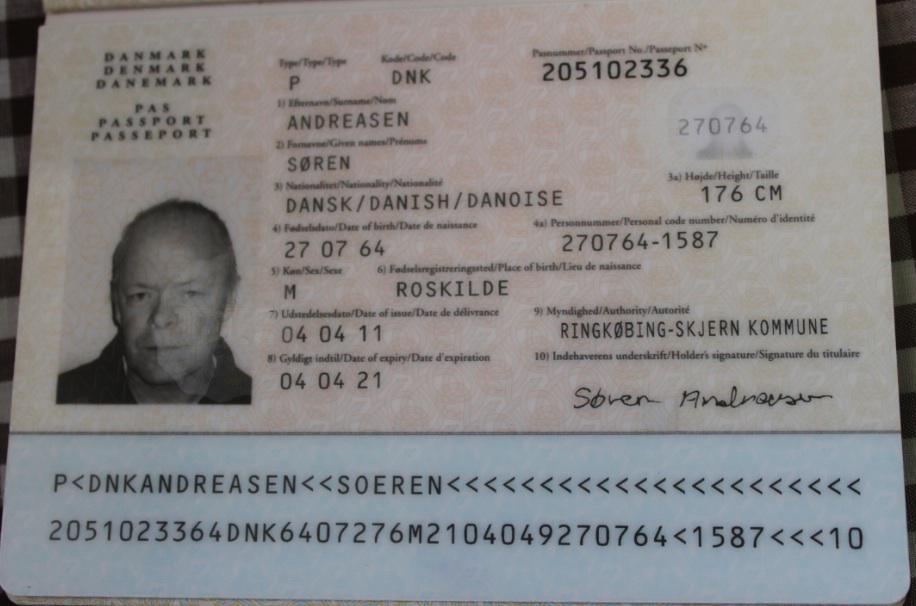 DANMARK
DENMARK
DANEMARK
PAS
PASSPORT
PASSEPORT
Type/Type/Type
Kode/Code/Code
Pasnummer/Passport No./Passeport N°
P
DNK
205102336
1) Efternavn/Surname/Nom
ANDREASEN
2) Fornavne/Given names/Prénoms
SØREN
270764
3) Nationalitet/Nationality/Nationalité
3a) Højde/Height/Taille
DANSK/DANISH/DANOISE
176 CM
4) Fødselsdato/Date of birth/Date de naissance
4a) Personnummer/Personal code number/Numéro d'identité
27 07 64
270764-1587
5) Køn/Sex/Sexe
6) Fødselsregistreringssted/Place of birth/Lieu de naissance
M
ROSKILDE
7) Udstedelsesdato/Date of issue/Date de délivrance
9) Myndighed/Authority/Autorité
04 04 11
RINGKØBING-SKJERN KOMMUNE
8) Gyldigt indtil/Date of expiry/Date d'expiration
10) Indehaverens underskrift/Holder's signature/Signature du titulaire
04 04 21
Søren Andreasen
P<DNKANDREASEN<<SOEREN<<<<<<<<<<<<<<<<<<<<<<
2051023364DNK6407276M2104049270764<1587<<<10